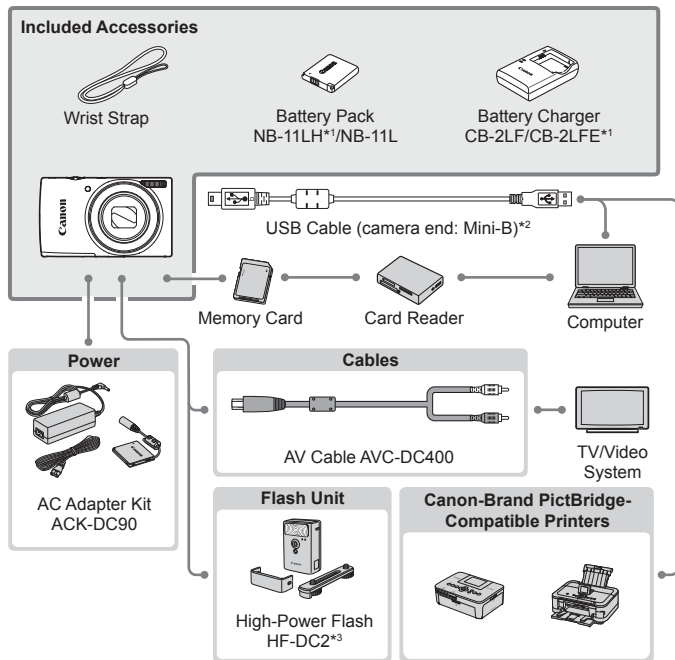 Included Accessories
Wrist Strap
Battery Pack
NB-11LH*1/NB-11L
Battery Charger
CB-2LF/CB-2LFE*1
Canon
USB Cable (camera end: Mini-B)*2
Memory Card
Card Reader
Computer
Power
AC Adapter Kit
ACK-DC90
Cables
AV Cable AVC-DC400
TV/Video
System
Flash Unit
High-Power Flash
HF-DC2*3
Canon-Brand PictBridge-
Compatible Printers